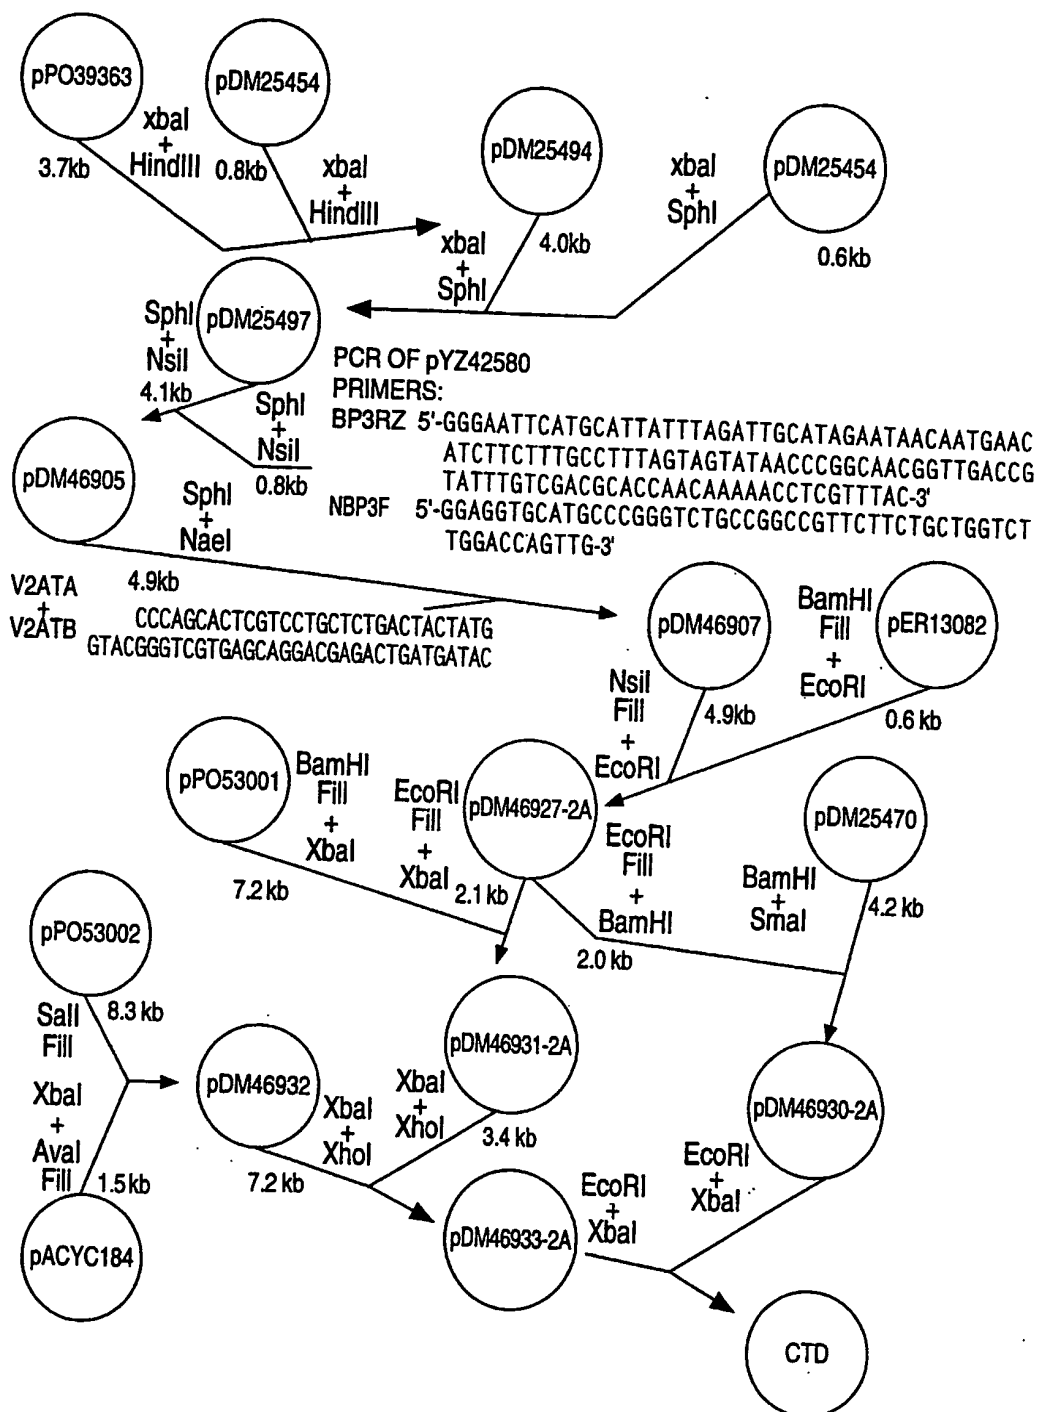 pPO39363
pDM25454
xbaI
+
HindIII
3.7kb
0.8kb
xbaI
+
HindIII
pDM25494
xbaI
+
SphI
pDM25454
4.0kb
0.6kb
xbaI
+
SphI
SphI
+
NsiI
pDM25497
4.1kb
PCR OF pYZ42580
PRIMERS:
SphI
+
NsiI
0.8kb
BP3RZ 5'-GGGAATTCATGCATTATTTAGATTGCATAGAATAACAATGAAC
ATCTTCTTTGCCTTTAGTAGTATAACCCGGCAACGGTTGACCG
TATTTGTCGACGCACCAACAAAAACCTCGTTTAC-3'
NBP3F 5'-GGAGGTGCATGCCCGGGTCTGCCGGCCGTTCTTCTGCTGGTCT
TGGACCAGTTG-3'
pDM46905
SphI
+
NaeI
4.9kb
V2ATA
+
V2ATB
CCCAGCACTCGTCCTGCTCTGACTACTATG
GTACGGGTCGTGAGCAGGACGAGACTGATGATAC
pDM46907
BamHI
Fill
+
EcoRI
pER13082
NsiI
Fill
+
EcoRI
4.9kb
0.6 kb
pPO53001
BamHI
Fill
+
XbaI
EcoRI
Fill
+
XbaI
pDM46927-2A
EcoRI
Fill
+
BamHI
pDM25470
7.2 kb
2.1 kb
2.0 kb
BamHI
+
SmaI
4.2 kb
pPO53002
SalI
Fill
8.3 kb
XbaI
+
AvaI
Fill
1.5kb
pACYC184
pDM46932
XbaI
+
XhoI
7.2 kb
XbaI
+
XhoI
pDM46931-2A
3.4 kb
pDM46930-2A
EcoRI
+
XbaI
pDM46933-2A
EcoRI
+
XbaI
CTD